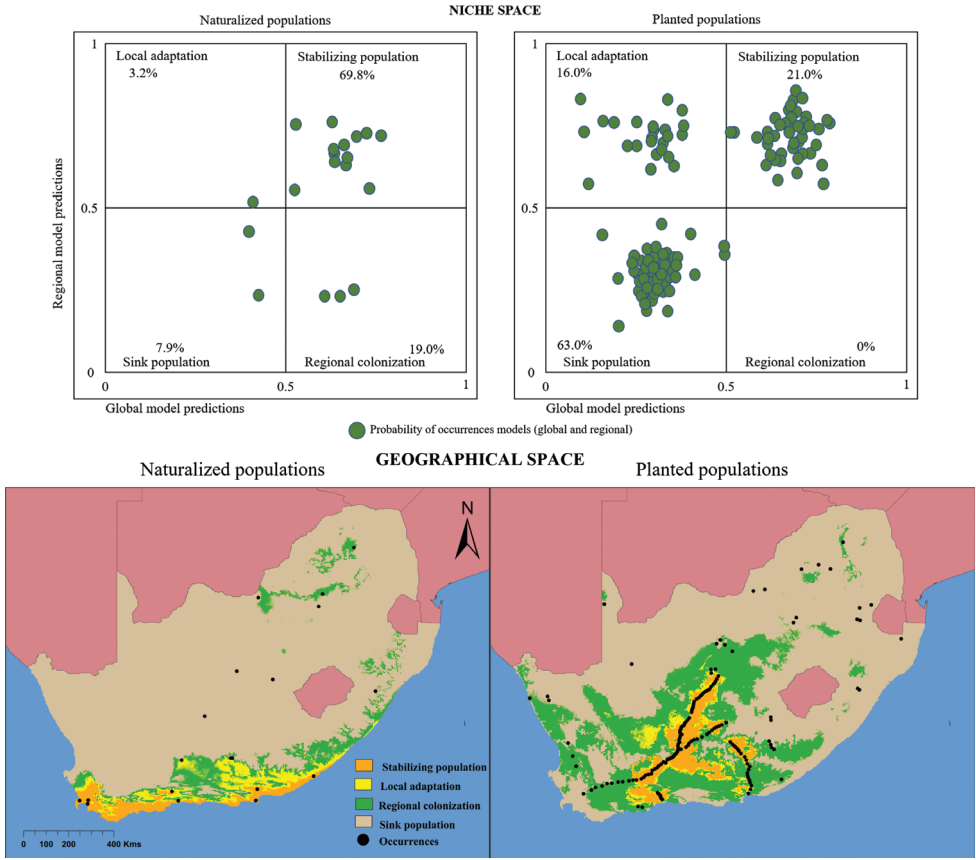 NICHE SPACE
Naturalized populations
Planted populations
1
Local adaptation
3.2%
Stabilizing population
69.8%
0.5
Regional model predictions
7.9%
Sink population
19.0%
Regional colonization
0
0
0.5
1
Global model predictions
1
Local adaptation
16.0%
Stabilizing population
21.0%
0.5
63.0%
Sink population
0%
Regional colonization
0
0
0.5
1
Global model predictions
Probability of occurrences models (global and regional)
GEOGRAPHICAL SPACE
Naturalized populations
Planted populations
N
Stabilizing population
Local adaptation
Regional colonization
Sink population
Occurrences
0 100 200 400 Kms